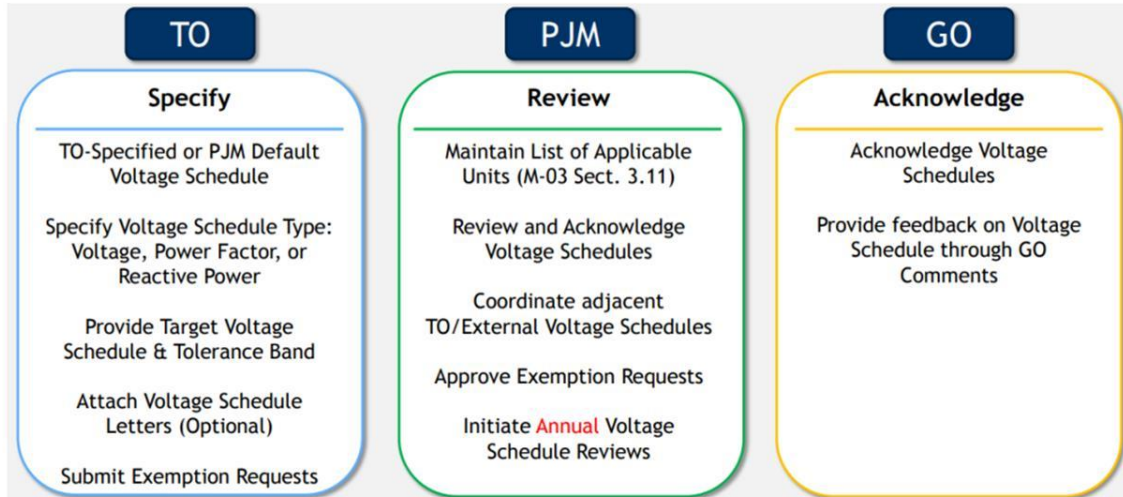 TO
Specify
TO-Specified or PJM Default
Voltage Schedule
Specify Voltage Schedule Type:
Voltage, Power Factor, or
Reactive Power
Provide Target Voltage
Schedule & Tolerance Band
Attach Voltage Schedule
Letters (Optional)
Submit Exemption Requests
PJM
Review
Maintain List of Applicable
Units (M-03 Sect. 3.11)
Review and Acknowledge
Voltage Schedules
Coordinate adjacent
TO/External Voltage Schedules
Approve Exemption Requests
Initiate Annual Voltage
Schedule Reviews
GO
Acknowledge
Acknowledge Voltage
Schedules
Provide feedback on Voltage
Schedule through GO
Comments